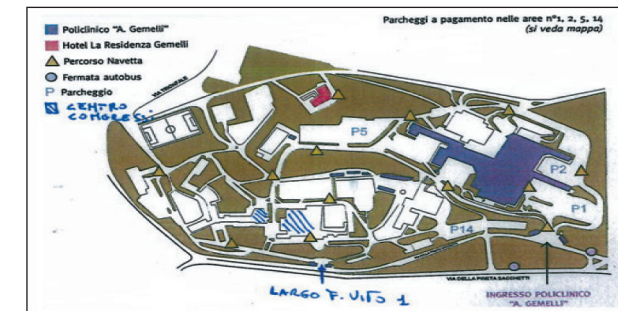 Policlinico "A. Gemelli"
Hotel La Residenza Gemelli
Percorso Navetta
Fermata autobus
P Parcheggio
CENTRO
CONGRESSI
Parcheggi a pagamento nelle aree n°1, 2, 5, 14
(si veda mappa)
VIA TRIONFALE
P5
P2
P1
P14
VIA DELLA PINETA SACCHETTI
LARGO F. VITO 1
INGRESSO POLICLINICO
"A. GEMELLI"